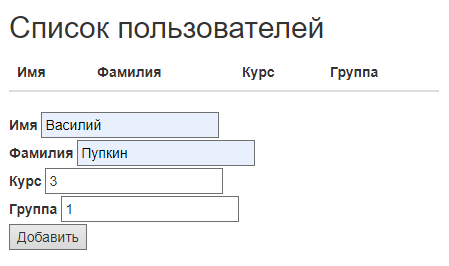 Список пользователей
Имя Фамилия Курс Группа
Имя Василий
Фамилия Пупкин
Курс 3
Группа 1
Добавить